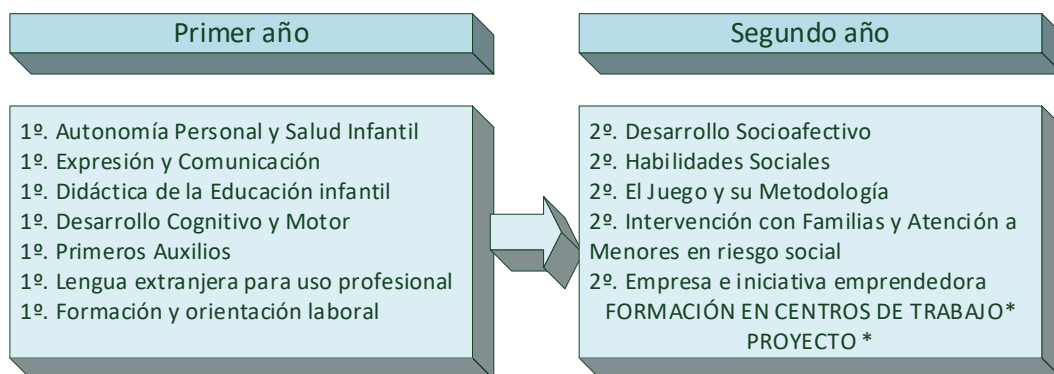 Primer año
1º. Autonomía Personal y Salud Infantil
1º. Expresión y Comunicación
1º. Didáctica de la Educación infantil
1º. Desarrollo Cognitivo y Motor
1º. Primeros Auxilios
1º. Lengua extranjera para uso profesional
1º. Formación y orientación laboral
Segundo año
2º. Desarrollo Socioafectivo
2º. Habilidades Sociales
2º. El Juego y su Metodología
2º. Intervención con Familias y Atención a
Menores en riesgo social
2º. Empresa e iniciativa emprendedora
FORMACIÓN EN CENTROS DE TRABAJO*
PROYECTO *